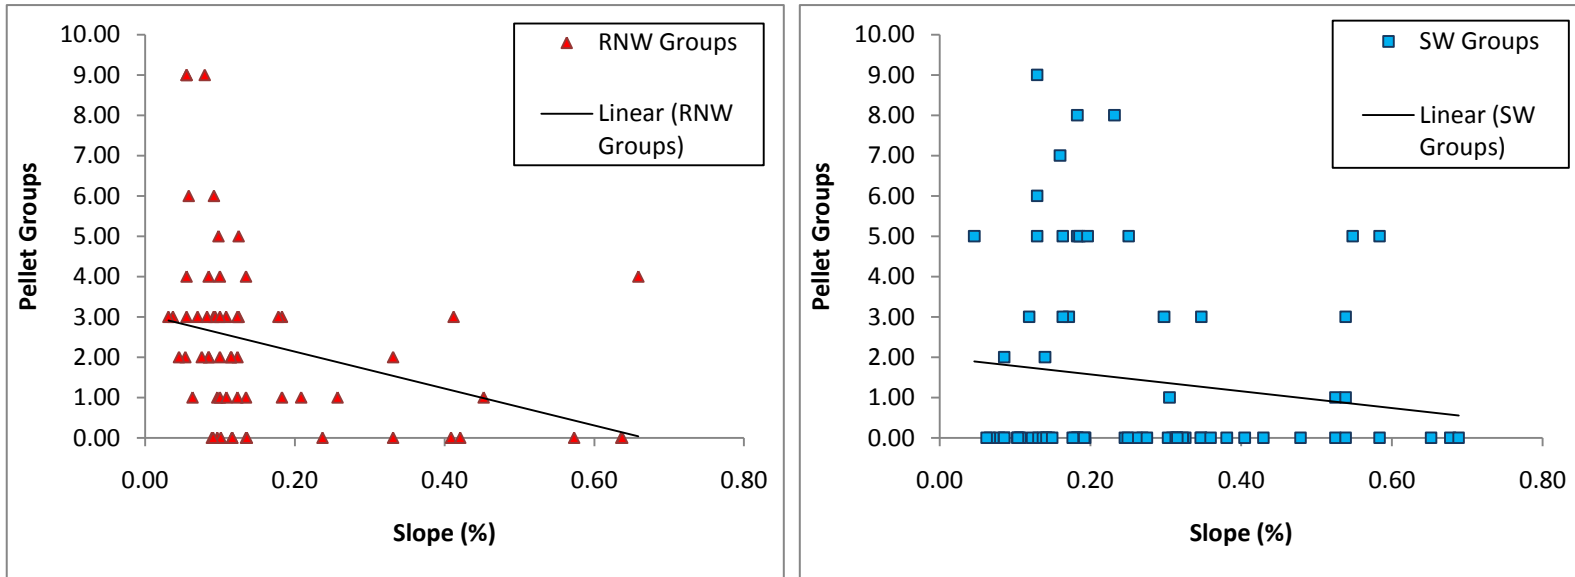 10.00
9.00
8.00
7.00
6.00
5.00
4.00
3.00
2.00
1.00
0.00
Pellet Groups
0.00 0.20 0.40 0.60 0.80
Slope (%)
RNW Groups
Linear (RNW
Groups)
10.00
9.00
8.00
7.00
6.00
5.00
4.00
3.00
2.00
1.00
0.00
Pellet Groups
0.00 0.20 0.40 0.60 0.80
Slope (%)
SW Groups
Linear (SW
Groups)